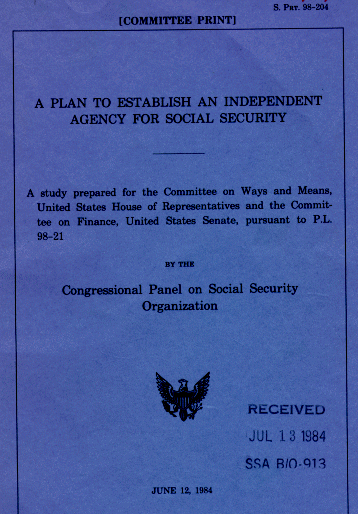 S. PRT. 98-204
[COMMITTEE PRINT]
A PLAN TO ESTABLISH AN INDEPENDENT
AGENCY FOR SOCIAL SECURITY
A study prepared for the Committee on Ways and Means,
United States House of Representatives and the Commit-
tee on Finance, United States Senate, pursuant to P.L.
98-21
BY THE
Congressional Panel on Social Security
Organization
RECEIVED
JUL 13 1984
SSA B/O-913
JUNE 12, 1984